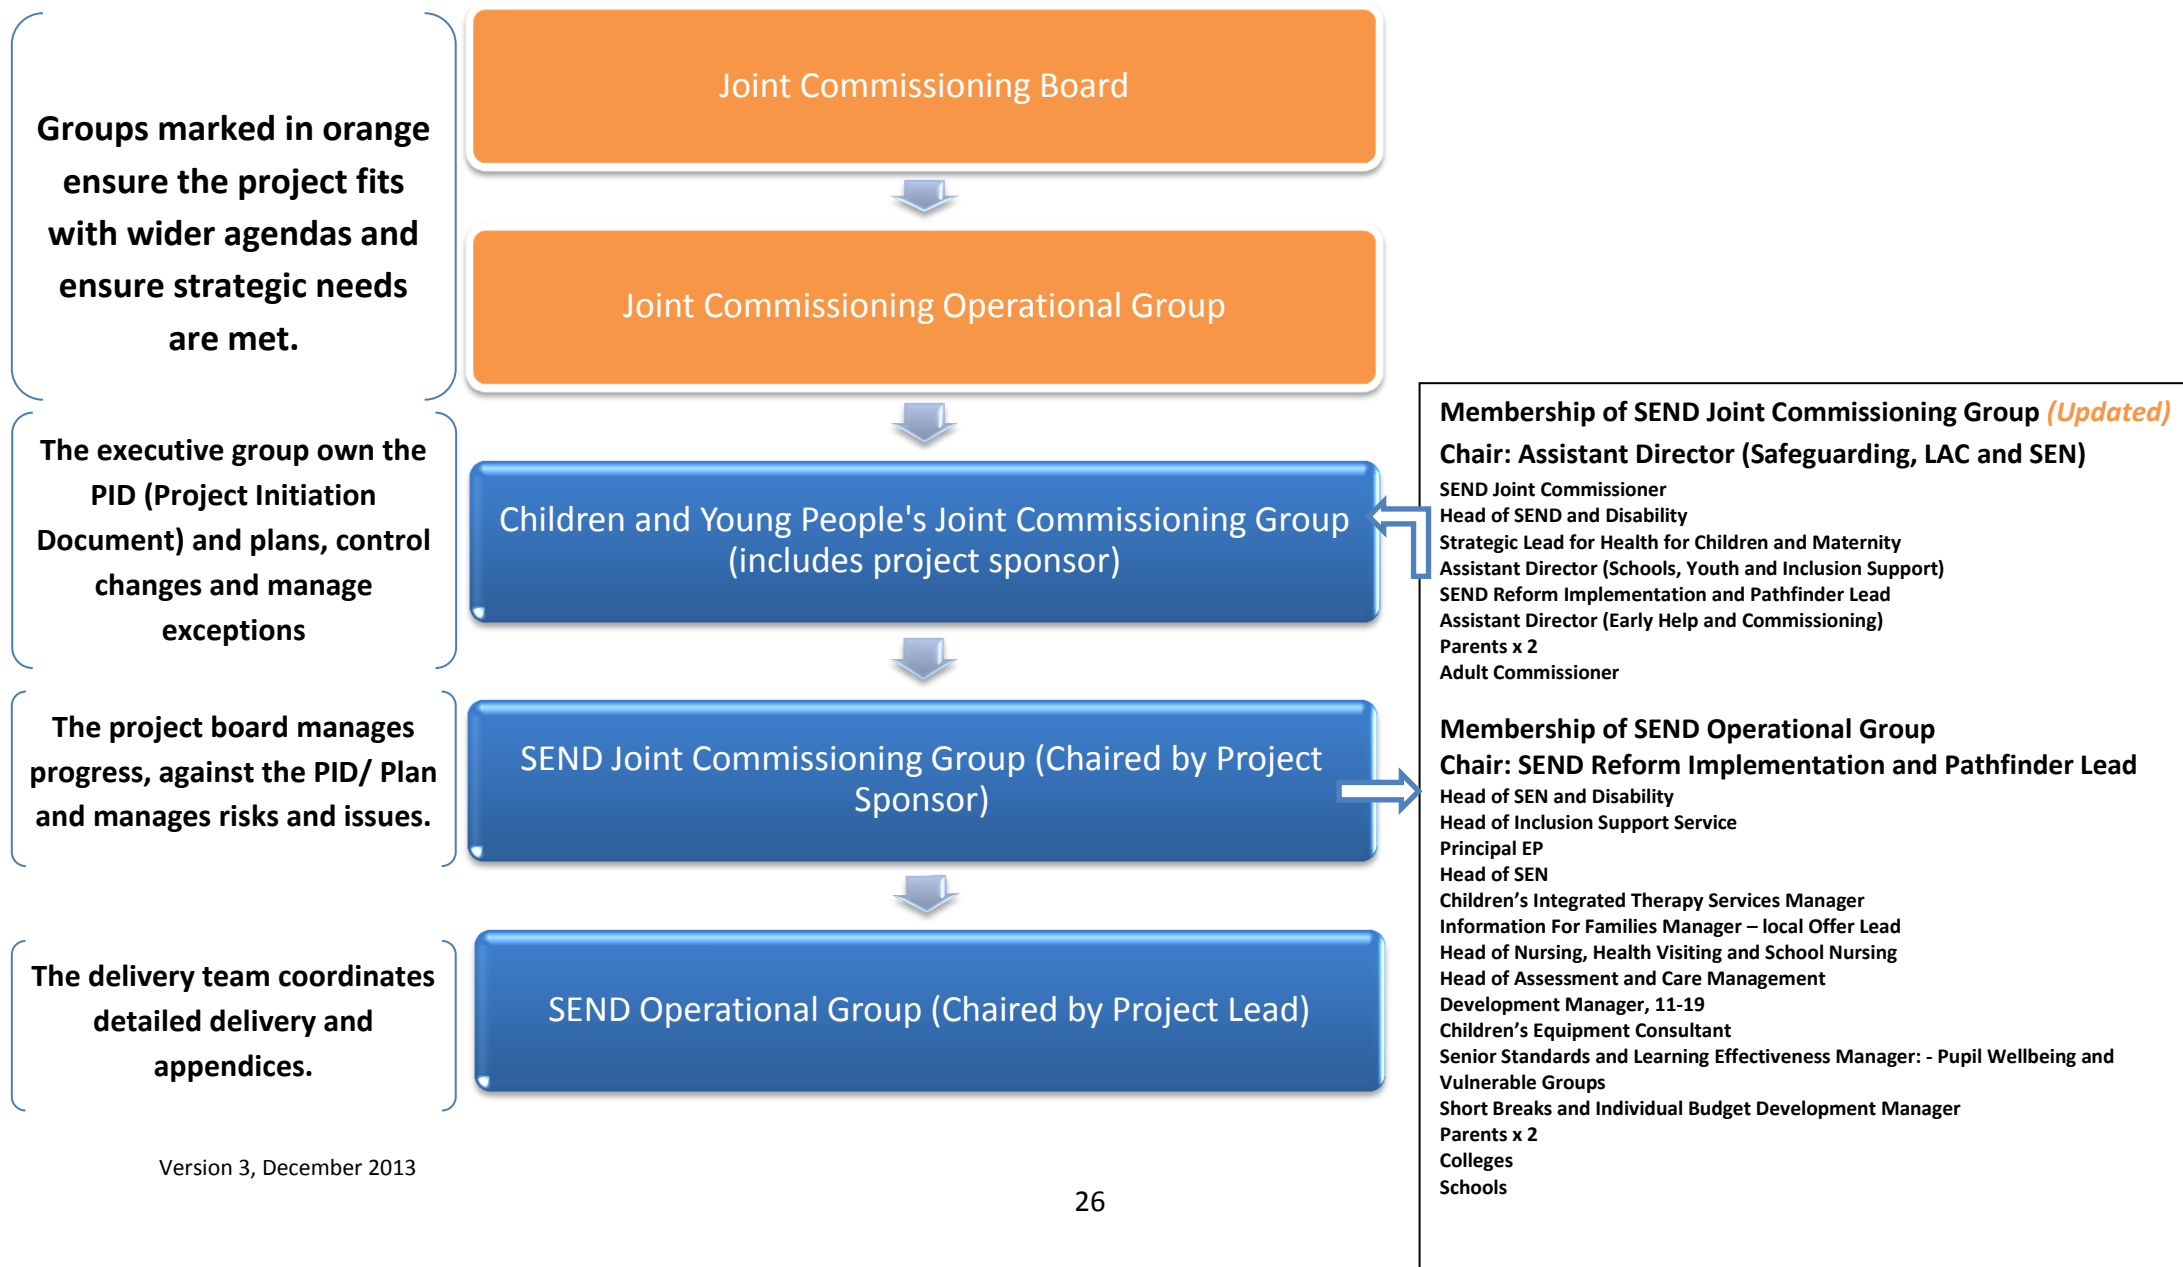 Groups marked in orange
ensure the project fits
with wider agendas and
ensure strategic needs
are met.
Joint Commissioning Board
Joint Commissioning Operational Group
The executive group own the
PID (Project Initiation
Document) and plans, control
changes and manage
exceptions
Children and Young People's Joint Commissioning Group
(includes project sponsor)
The project board manages
progress, against the PID/ Plan
and manages risks and issues.
SEND Joint Commissioning Group (Chaired by Project
Sponsor)
The delivery team coordinates
detailed delivery and
appendices.
SEND Operational Group (Chaired by Project Lead)
Membership of SEND Joint Commissioing Group (Updated)
Chair: Assistant Director (Safeguarding, LAC and SEN)
SEND Joint Commissioner
Head of SEND and Disability
Strategic Lead for Health for Children and Maternity
Assistant Director (Schools, Youth and Inclusion Support)
SEND Reform Implementation and Pathfinder Lead
Assistant Director (Early Help and Commissioning)
Parents x 2
Adult Commissioner
Membership of SEND Operational Group
Chair: SEND Reform Implementation and Pathfinder Lead
Head of SEN and Disability
Head of Inclusion Support Service
Principal EP
Head of SEN
Children’s Integrated Therapy Services Manager
Information For Families Manager – local Offer Lead
Head of Nursing, Health Visiting and School Nursing
Head of Assessment and Care Management
Development Manager, 11-19
Children’s Equipment Consultant
Senior Standards and Learning Effectiveness Manager: - Pupil Wellbeing and
Vulnerable Groups
Short Breaks and Individual Budget Development Manager
Parents x 2
Colleges
Schools
Version 3, December 2013
26